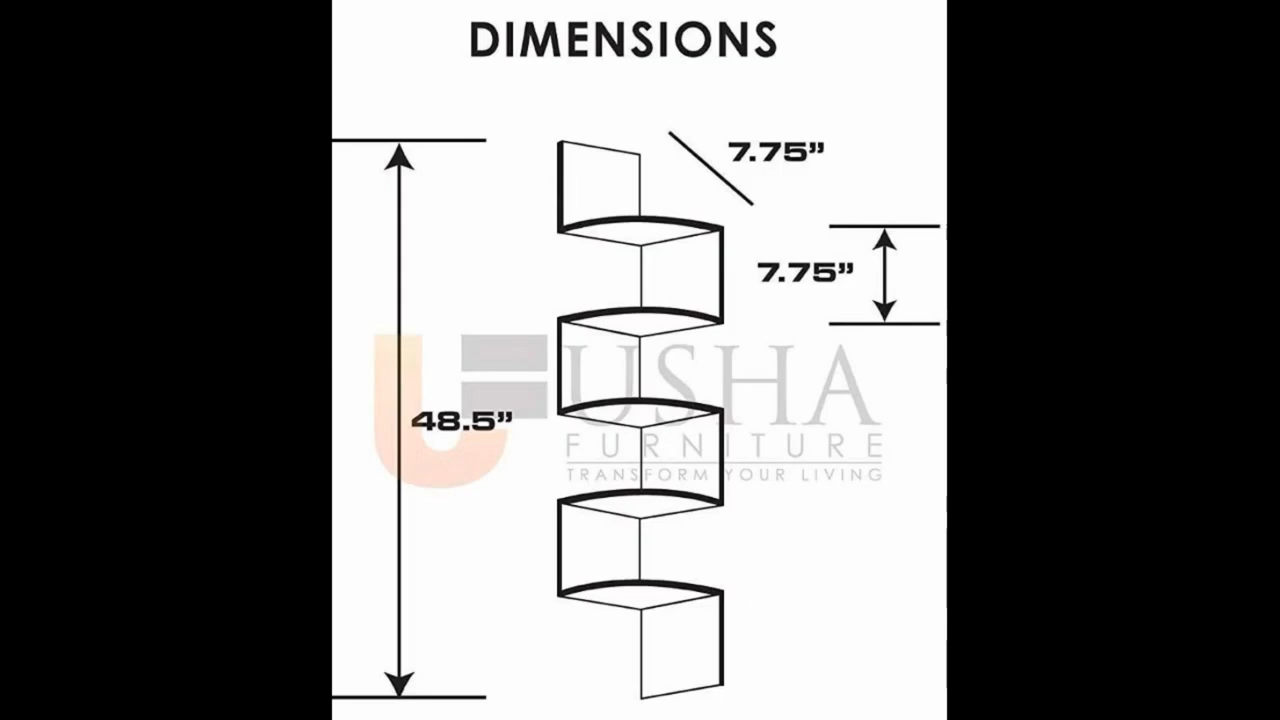 DIMENSIONS
7.75”
7.75”
48.5”
USHA
FURNITURE
TRANSFORM YOUR LIVING